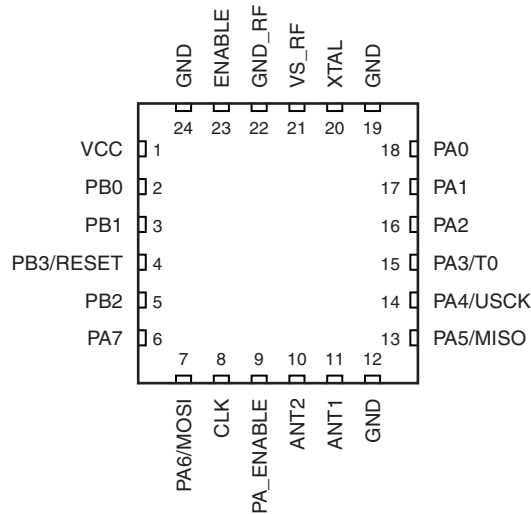 GND
ENABLE
GND_RF
VS_RF
XTAL
GND
24 23 22 21 20 19
VCC 1 18 PA0
PB0 2 17 PA1
PB1 3 16 PA2
PB3/RESET 4 15 PA3/T0
PB2 5 14 PA4/USCK
PA7 6 13 PA5/MISO
7 8 9 10 11 12
PA6/MOSI
CLK
PA_ENABLE
ANT2
ANT1
GND